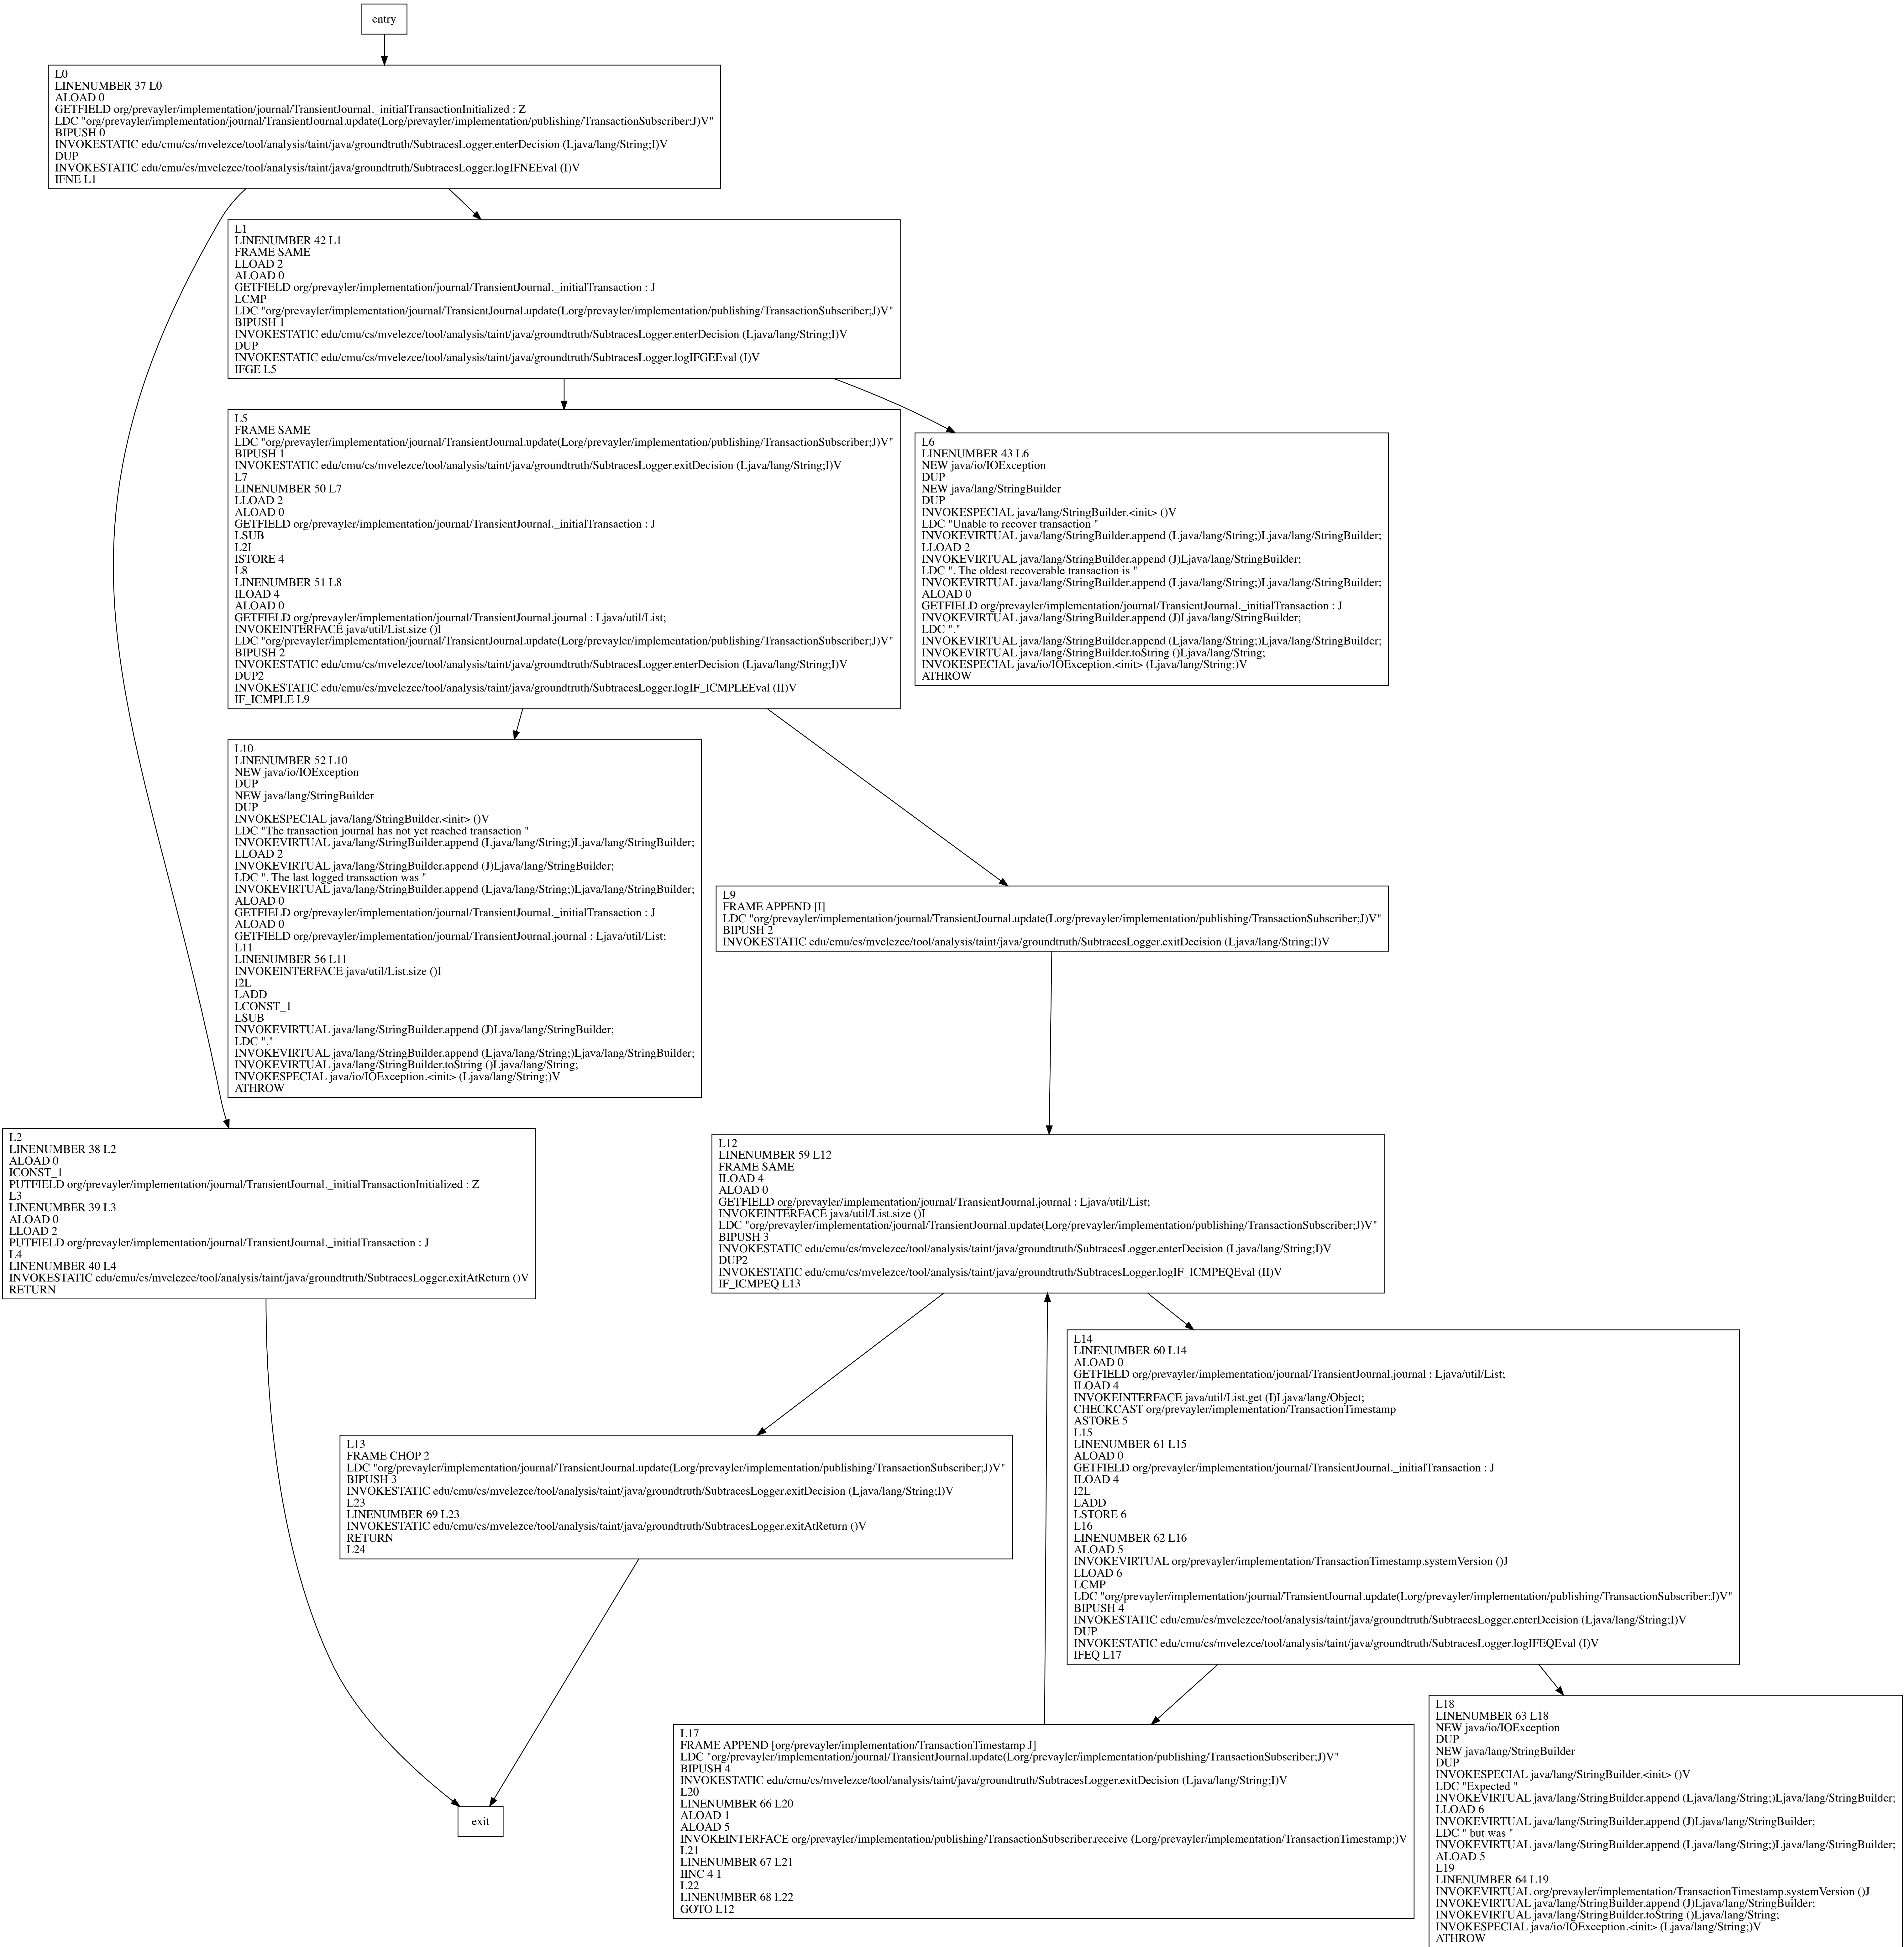 entry
L0
LINENUMBER 37 L0
ALOAD 0
GETFIELD org/prevayler/implementation/journal/TransientJournal._initialTransactionInitialized : Z
LDC "org/prevayler/implementation/journal/TransientJournal.update(Lorg/prevayler/implementation/publishing/TransactionSubscriber;J)V"
BIPUSH 0
INVOKESTATIC edu/cmu/cs/mvelezce/tool/analysis/taint/java/groundtruth/SubtracesLogger.enterDecision (Ljava/lang/String;I)V
DUP
INVOKESTATIC edu/cmu/cs/mvelezce/tool/analysis/taint/java/groundtruth/SubtracesLogger.logIFNEEval (I)V
IFNE L1
L1
LINENUMBER 42 L1
FRAME SAME
LLOAD 2
ALOAD 0
GETFIELD org/prevayler/implementation/journal/TransientJournal._initialTransaction : J
LCMP
LDC "org/prevayler/implementation/journal/TransientJournal.update(Lorg/prevayler/implementation/publishing/TransactionSubscriber;J)V"
BIPUSH 1
INVOKESTATIC edu/cmu/cs/mvelezce/tool/analysis/taint/java/groundtruth/SubtracesLogger.enterDecision (Ljava/lang/String;I)V
DUP
INVOKESTATIC edu/cmu/cs/mvelezce/tool/analysis/taint/java/groundtruth/SubtracesLogger.logIFGEEval (I)V
IFGE L5
L5
FRAME SAME
LDC "org/prevayler/implementation/journal/TransientJournal.update(Lorg/prevayler/implementation/publishing/TransactionSubscriber;J)V"
BIPUSH 1
INVOKESTATIC edu/cmu/cs/mvelezce/tool/analysis/taint/java/groundtruth/SubtracesLogger.exitDecision (Ljava/lang/String;I)V
L7
LINENUMBER 50 L7
LLOAD 2
ALOAD 0
GETFIELD org/prevayler/implementation/journal/TransientJournal._initialTransaction : J
LSUB
L2I
ISTORE 4
L8
LINENUMBER 51 L8
ILOAD 4
ALOAD 0
GETFIELD org/prevayler/implementation/journal/TransientJournal.journal : Ljava/util/List;
INVOKEINTERFACE java/util/List.size ()I
LDC "org/prevayler/implementation/journal/TransientJournal.update(Lorg/prevayler/implementation/publishing/TransactionSubscriber;J)V"
BIPUSH 2
INVOKESTATIC edu/cmu/cs/mvelezce/tool/analysis/taint/java/groundtruth/SubtracesLogger.enterDecision (Ljava/lang/String;I)V
DUP2
INVOKESTATIC edu/cmu/cs/mvelezce/tool/analysis/taint/java/groundtruth/SubtracesLogger.logIF_ICMPLEEval (II)V
IF_ICMPLE L9
L6
LINENUMBER 43 L6
NEW java/io/IOException
DUP
NEW java/lang/StringBuilder
DUP
INVOKESPECIAL java/lang/StringBuilder.<init> ()V
LDC "Unable to recover transaction "
INVOKEVIRTUAL java/lang/StringBuilder.append (Ljava/lang/String;)Ljava/lang/StringBuilder;
LLOAD 2
INVOKEVIRTUAL java/lang/StringBuilder.append (J)Ljava/lang/StringBuilder;
LDC ". The oldest recoverable transaction is "
INVOKEVIRTUAL java/lang/StringBuilder.append (Ljava/lang/String;)Ljava/lang/StringBuilder;
ALOAD 0
GETFIELD org/prevayler/implementation/journal/TransientJournal._initialTransaction : J
INVOKEVIRTUAL java/lang/StringBuilder.append (J)Ljava/lang/StringBuilder;
LDC "."
INVOKEVIRTUAL java/lang/StringBuilder.append (Ljava/lang/String;)Ljava/lang/StringBuilder;
INVOKEVIRTUAL java/lang/StringBuilder.toString ()Ljava/lang/String;
INVOKESPECIAL java/io/IOException.<init> (Ljava/lang/String;)V
ATHROW
L10
LINENUMBER 52 L10
NEW java/io/IOException
DUP
NEW java/lang/StringBuilder
DUP
INVOKESPECIAL java/lang/StringBuilder.<init> ()V
LDC "The transaction journal has not yet reached transaction "
INVOKEVIRTUAL java/lang/StringBuilder.append (Ljava/lang/String;)Ljava/lang/StringBuilder;
LLOAD 2
INVOKEVIRTUAL java/lang/StringBuilder.append (J)Ljava/lang/StringBuilder;
LDC ". The last logged transaction was "
INVOKEVIRTUAL java/lang/StringBuilder.append (Ljava/lang/String;)Ljava/lang/StringBuilder;
ALOAD 0
GETFIELD org/prevayler/implementation/journal/TransientJournal._initialTransaction : J
ALOAD 0
GETFIELD org/prevayler/implementation/journal/TransientJournal.journal : Ljava/util/List;
L11
LINENUMBER 56 L11
INVOKEINTERFACE java/util/List.size ()I
I2L
LADD
LCONST_1
LSUB
INVOKEVIRTUAL java/lang/StringBuilder.append (J)Ljava/lang/StringBuilder;
LDC "."
INVOKEVIRTUAL java/lang/StringBuilder.append (Ljava/lang/String;)Ljava/lang/StringBuilder;
INVOKEVIRTUAL java/lang/StringBuilder.toString ()Ljava/lang/String;
INVOKESPECIAL java/io/IOException.<init> (Ljava/lang/String;)V
ATHROW
L9
FRAME APPEND [I]
LDC "org/prevayler/implementation/journal/TransientJournal.update(Lorg/prevayler/implementation/publishing/TransactionSubscriber;J)V"
BIPUSH 2
INVOKESTATIC edu/cmu/cs/mvelezce/tool/analysis/taint/java/groundtruth/SubtracesLogger.exitDecision (Ljava/lang/String;I)V
L2
LINENUMBER 38 L2
ALOAD 0
ICONST_1
PUTFIELD org/prevayler/implementation/journal/TransientJournal._initialTransactionInitialized : Z
L3
LINENUMBER 39 L3
ALOAD 0
LLOAD 2
PUTFIELD org/prevayler/implementation/journal/TransientJournal._initialTransaction : J
L4
LINENUMBER 40 L4
INVOKESTATIC edu/cmu/cs/mvelezce/tool/analysis/taint/java/groundtruth/SubtracesLogger.exitAtReturn ()V
RETURN
L12
LINENUMBER 59 L12
FRAME SAME
ILOAD 4
ALOAD 0
GETFIELD org/prevayler/implementation/journal/TransientJournal.journal : Ljava/util/List;
INVOKEINTERFACE java/util/List.size ()I
LDC "org/prevayler/implementation/journal/TransientJournal.update(Lorg/prevayler/implementation/publishing/TransactionSubscriber;J)V"
BIPUSH 3
INVOKESTATIC edu/cmu/cs/mvelezce/tool/analysis/taint/java/groundtruth/SubtracesLogger.enterDecision (Ljava/lang/String;I)V
DUP2
INVOKESTATIC edu/cmu/cs/mvelezce/tool/analysis/taint/java/groundtruth/SubtracesLogger.logIF_ICMPEQEval (II)V
IF_ICMPEQ L13
L14
LINENUMBER 60 L14
ALOAD 0
GETFIELD org/prevayler/implementation/journal/TransientJournal.journal : Ljava/util/List;
ILOAD 4
INVOKEINTERFACE java/util/List.get (I)Ljava/lang/Object;
CHECKCAST org/prevayler/implementation/TransactionTimestamp
ASTORE 5
L15
LINENUMBER 61 L15
ALOAD 0
GETFIELD org/prevayler/implementation/journal/TransientJournal._initialTransaction : J
ILOAD 4
I2L
LADD
LSTORE 6
L16
LINENUMBER 62 L16
ALOAD 5
INVOKEVIRTUAL org/prevayler/implementation/TransactionTimestamp.systemVersion ()J
LLOAD 6
LCMP
LDC "org/prevayler/implementation/journal/TransientJournal.update(Lorg/prevayler/implementation/publishing/TransactionSubscriber;J)V"
BIPUSH 4
INVOKESTATIC edu/cmu/cs/mvelezce/tool/analysis/taint/java/groundtruth/SubtracesLogger.enterDecision (Ljava/lang/String;I)V
DUP
INVOKESTATIC edu/cmu/cs/mvelezce/tool/analysis/taint/java/groundtruth/SubtracesLogger.logIFEQEval (I)V
IFEQ L17
L13
FRAME CHOP 2
LDC "org/prevayler/implementation/journal/TransientJournal.update(Lorg/prevayler/implementation/publishing/TransactionSubscriber;J)V"
BIPUSH 3
INVOKESTATIC edu/cmu/cs/mvelezce/tool/analysis/taint/java/groundtruth/SubtracesLogger.exitDecision (Ljava/lang/String;I)V
L23
LINENUMBER 69 L23
INVOKESTATIC edu/cmu/cs/mvelezce/tool/analysis/taint/java/groundtruth/SubtracesLogger.exitAtReturn ()V
RETURN
L24
L17
FRAME APPEND [org/prevayler/implementation/TransactionTimestamp J]
LDC "org/prevayler/implementation/journal/TransientJournal.update(Lorg/prevayler/implementation/publishing/TransactionSubscriber;J)V"
BIPUSH 4
INVOKESTATIC edu/cmu/cs/mvelezce/tool/analysis/taint/java/groundtruth/SubtracesLogger.exitDecision (Ljava/lang/String;I)V
L20
LINENUMBER 66 L20
ALOAD 1
ALOAD 5
INVOKEINTERFACE org/prevayler/implementation/publishing/TransactionSubscriber.receive (Lorg/prevayler/implementation/TransactionTimestamp;)V
L21
LINENUMBER 67 L21
IINC 4 1
L22
LINENUMBER 68 L22
GOTO L12
L18
LINENUMBER 63 L18
NEW java/io/IOException
DUP
NEW java/lang/StringBuilder
DUP
INVOKESPECIAL java/lang/StringBuilder.<init> ()V
LDC "Expected "
INVOKEVIRTUAL java/lang/StringBuilder.append (Ljava/lang/String;)Ljava/lang/StringBuilder;
LLOAD 6
INVOKEVIRTUAL java/lang/StringBuilder.append (J)Ljava/lang/StringBuilder;
LDC " but was "
INVOKEVIRTUAL java/lang/StringBuilder.append (Ljava/lang/String;)Ljava/lang/StringBuilder;
ALOAD 5
L19
LINENUMBER 64 L19
INVOKEVIRTUAL org/prevayler/implementation/TransactionTimestamp.systemVersion ()J
INVOKEVIRTUAL java/lang/StringBuilder.append (J)Ljava/lang/StringBuilder;
INVOKEVIRTUAL java/lang/StringBuilder.toString ()Ljava/lang/String;
INVOKESPECIAL java/io/IOException.<init> (Ljava/lang/String;)V
ATHROW
exit